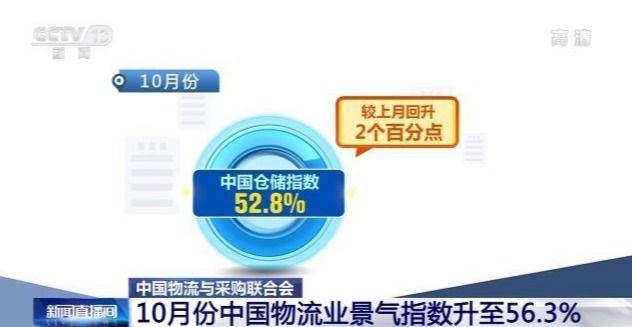 CCTV 13
新闻
高清
10月份
较上月回升
2个百分点
中国仓储指数
52.8%
中国物流与采购联合会
新闻直播间
10月份中国物流业景气指数升至56.3%